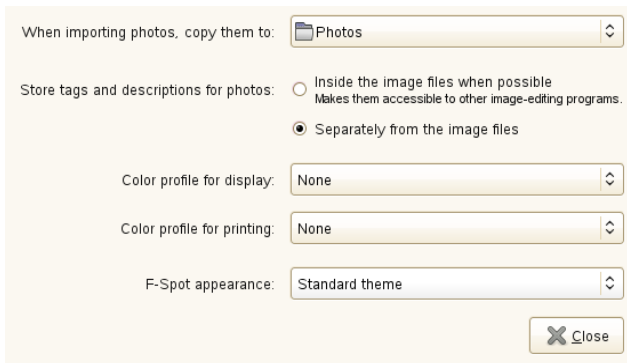 When importing photos, copy them to: Photos
Store tags and descriptions for photos: Inside the image files when possible
Makes them accessible to other image-editing programs.
Separately from the image files
Color profile for display: None
Color profile for printing: None
F-Spot appearance: Standard theme
Close